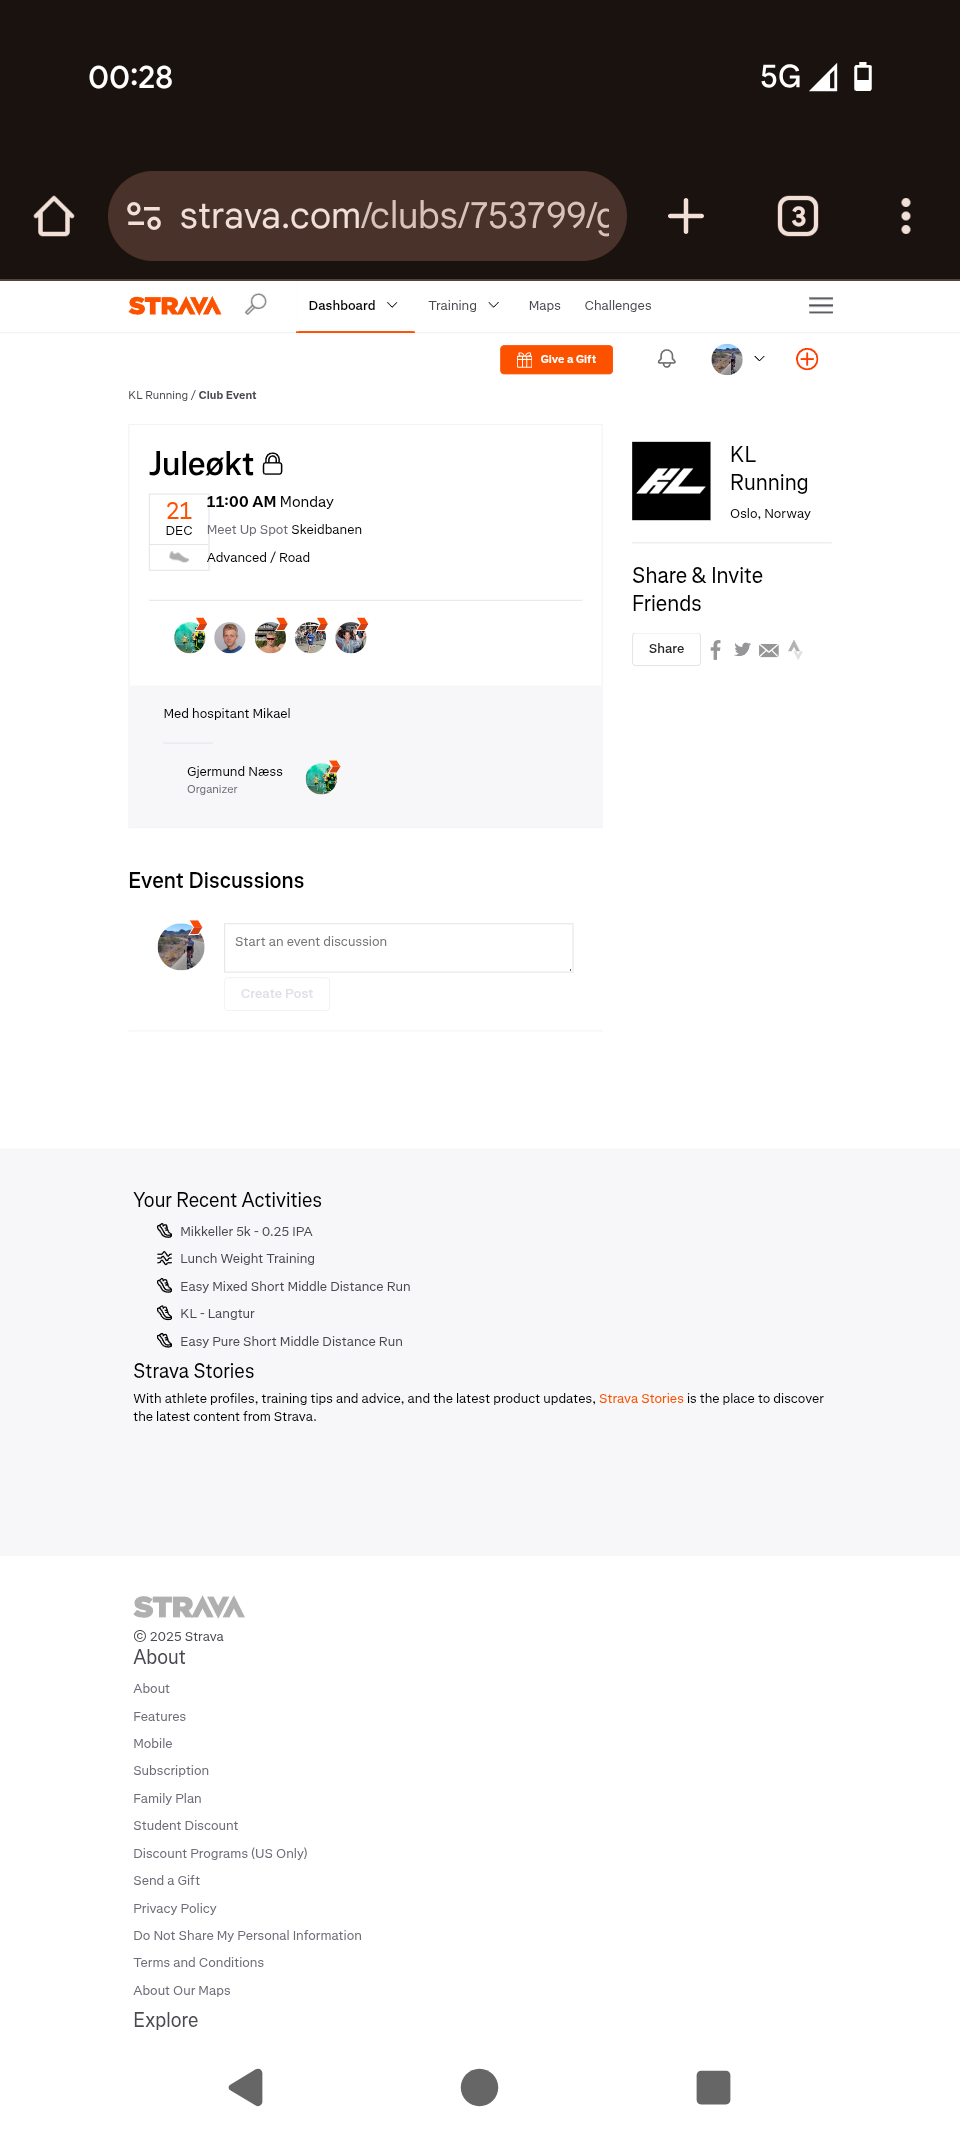 00:28
5G
strava.com/clubs/753799/g
3
STRAVA
Dashboard
Training
Maps
Challenges
Give a Gift
KL Running / Club Event
Juleøkt
21
DEC
11:00 AM Monday
Meet Up Spot Skeidbanen
Advanced / Road
Med hospitant Mikael
Gjermund Næss
Organizer
KL
KL
Running
Oslo, Norway
Share & Invite
Friends
Share
Event Discussions
Start an event discussion
Create Post
Your Recent Activities
Mikkeller 5k - 0.25 IPA
Lunch Weight Training
Easy Mixed Short Middle Distance Run
KL - Langtur
Easy Pure Short Middle Distance Run
Strava Stories
With athlete profiles, training tips and advice, and the latest product updates, Strava Stories is the place to discover
the latest content from Strava.
STRAVA
© 2025 Strava
About
About
Features
Mobile
Subscription
Family Plan
Student Discount
Discount Programs (US Only)
Send a Gift
Privacy Policy
Do Not Share My Personal Information
Terms and Conditions
About Our Maps
Explore